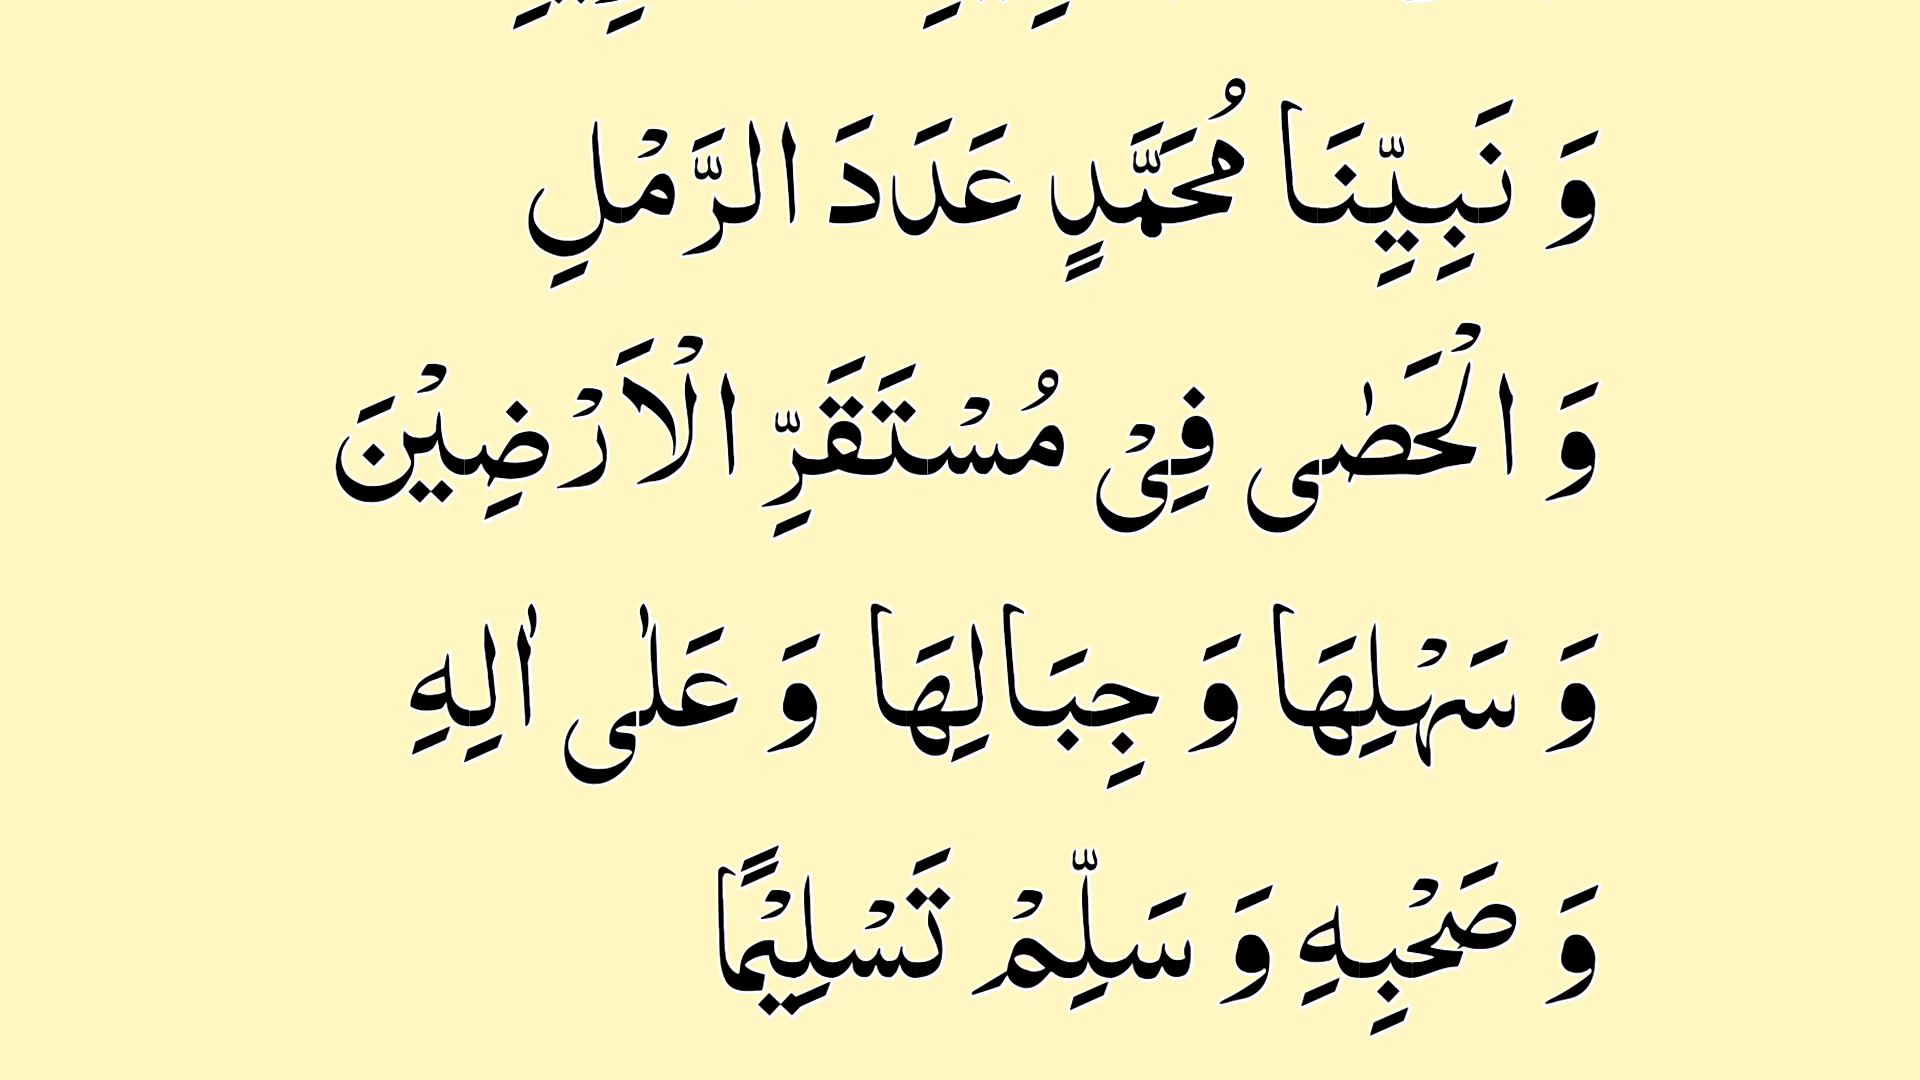 وَ نَبِيِّنَا مُحَمَّدٍ عَدَدَ الرَّمْلِ
وَ الْحَصٰى فِىْ مُسْتَقَرِّ الْاَرْضِيْنَ
وَ سَهْلِهَا وَ جِبَالِهَا وَ عَلٰى اٰلِهِ
وَ صَحْبِهِ وَ سَلِّمْ تَسْلِيْمًا